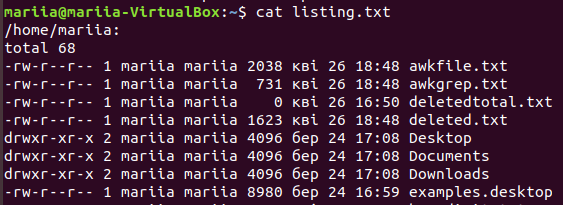 mariia@mariia-VirtualBox:~$ cat listing.txt
/home/mariia:
total 68
-rw-r--r-- 1 mariia mariia 2038 кві 26 18:48 awkfile.txt
-rw-r--r-- 1 mariia mariia  731 кві 26 18:48 awkgrep.txt
-rw-r--r-- 1 mariia mariia    0 кві 26 16:50 deletedtotal.txt
-rw-r--r-- 1 mariia mariia 1623 кві 26 18:48 deleted.txt
drwxr-xr-x 2 mariia mariia 4096 бер 24 17:08 Desktop
drwxr-xr-x 2 mariia mariia 4096 бер 24 17:08 Documents
drwxr-xr-x 2 mariia mariia 4096 бер 24 17:08 Downloads
-rw-r--r-- 1 mariia mariia 8980 бер 24 16:59 examples.desktop